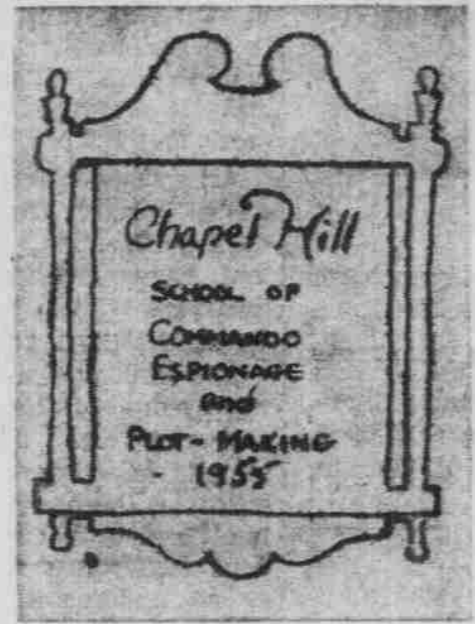 Chapel Hill
SCHOOL OF
COMMANDO
ESPIONAGE
and
PLOT-MAKING
1955